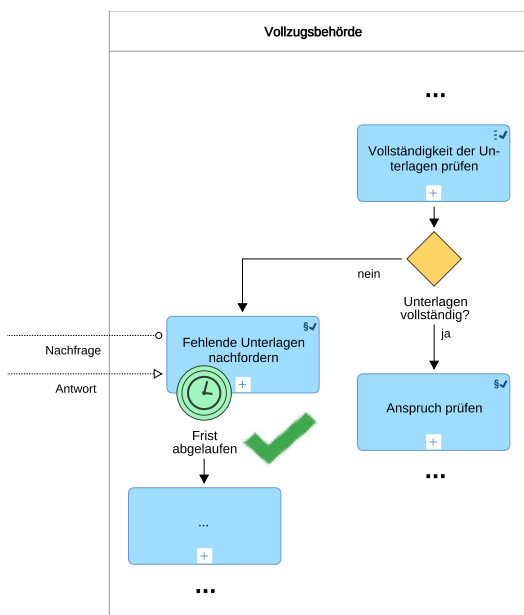 Vollzugsbehörde
...
Vollständigkeit der Un-
terlagen prüfen
nein
Unterlagen
vollständig?
ja
§
Fehlende Unterlagen
nachfordern
Nachfrage
Antwort
§
Anspruch prüfen
...
Frist
abgelaufen
...
...